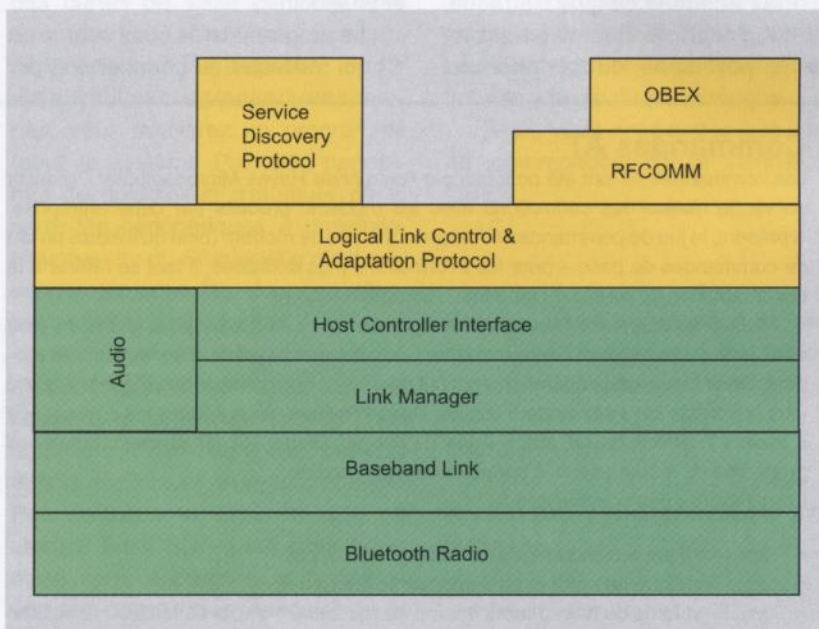 Service
Discovery
Protocol
OBEX
RFCOMM
Logical Link Control &
Adaptation Protocol
Audio
Host Controller Interface
Link Manager
Baseband Link
Bluetooth Radio